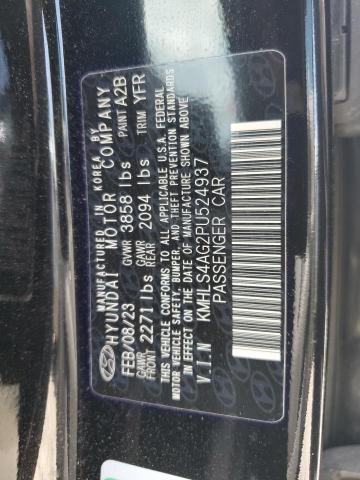 MANUFACTURED IN KOREA BY
HYUNDAI MOTOR COMPANY
FEB/08/23 GVWR 3858 lbs PAINT A2B
GAWR FRONT 2271 lbs GAWR REAR 2094 lbs TRIM YFR
THIS VEHICLE CONFORMS TO ALL APPLICABLE U.S.A. FEDERAL
MOTOR VEHICLE SAFETY, BUMPER, AND THEFT PREVENTION STANDARDS
IN EFFECT ON THE DATE OF MANUFACTURE SHOWN ABOVE
V.I.N KMHLS4AG2PU524937
PASSENGER CAR